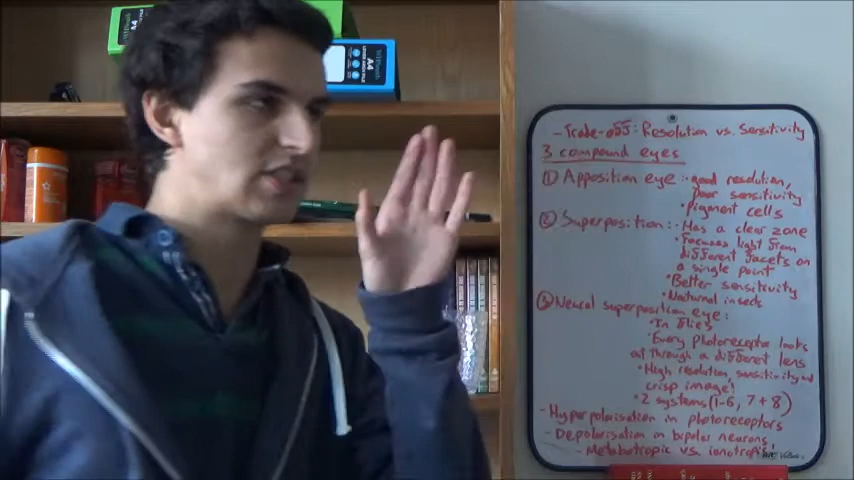 A4
A4
- Trade-off: Resolution vs. Sensitivity
3 compound eyes
① Apposition eye: • good resolution,
poor sensitivity
• pigment cells
② Superposition: • Has a clear zone
• Focuses light from
different facets on
a single point
• Better sensitivity
• Nocturnal insects
③ Neural superposition eye:
• In flies
• Every photoreceptor looks
out through a different lens
• High resolution, sensitivity and
crisp image!
• 2 systems (1-6, 7+8)
- Hyperpolarisation in photoreceptors
- Depolarisation in bipolar neurons
- Metabotropic vs. ionotropic